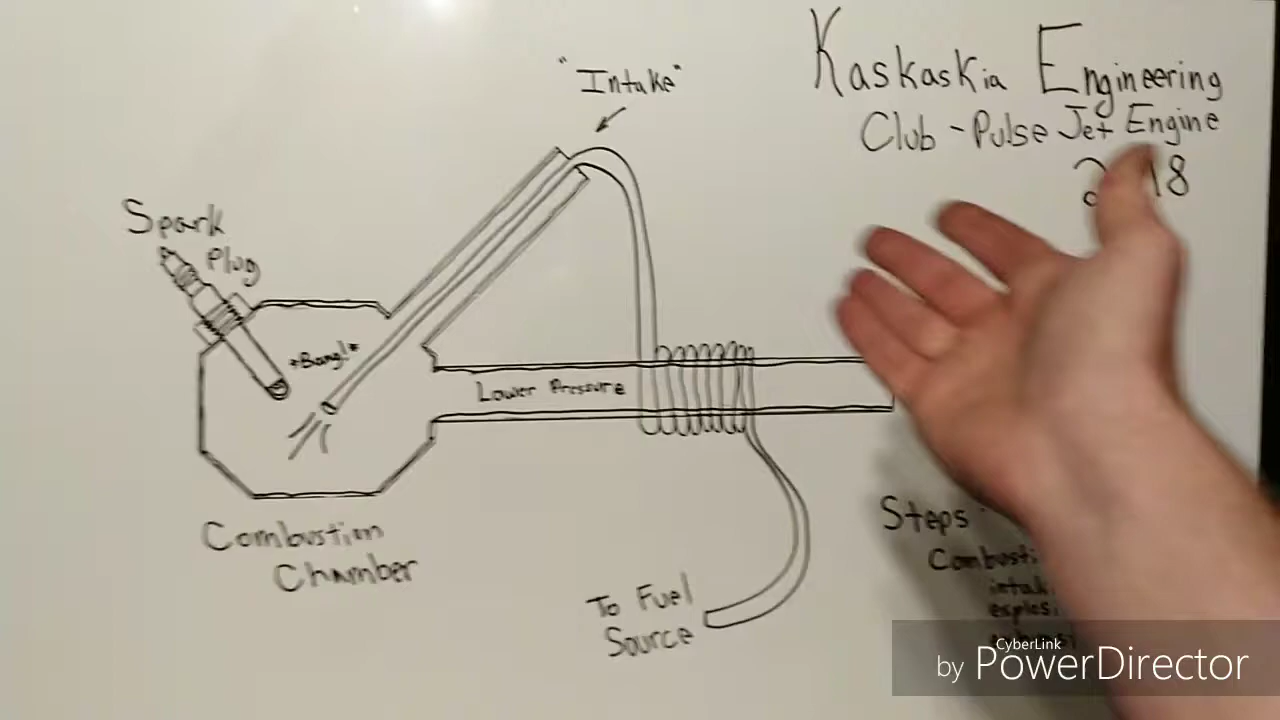 "Intake"
Kaskaskia Engineering
Club - Pulse Jet Engine
Spark
Plug
*Bang!*
Lower Pressure
Combustion
Chamber
To Fuel
Source
Steps
CyberLink
by PowerDirector